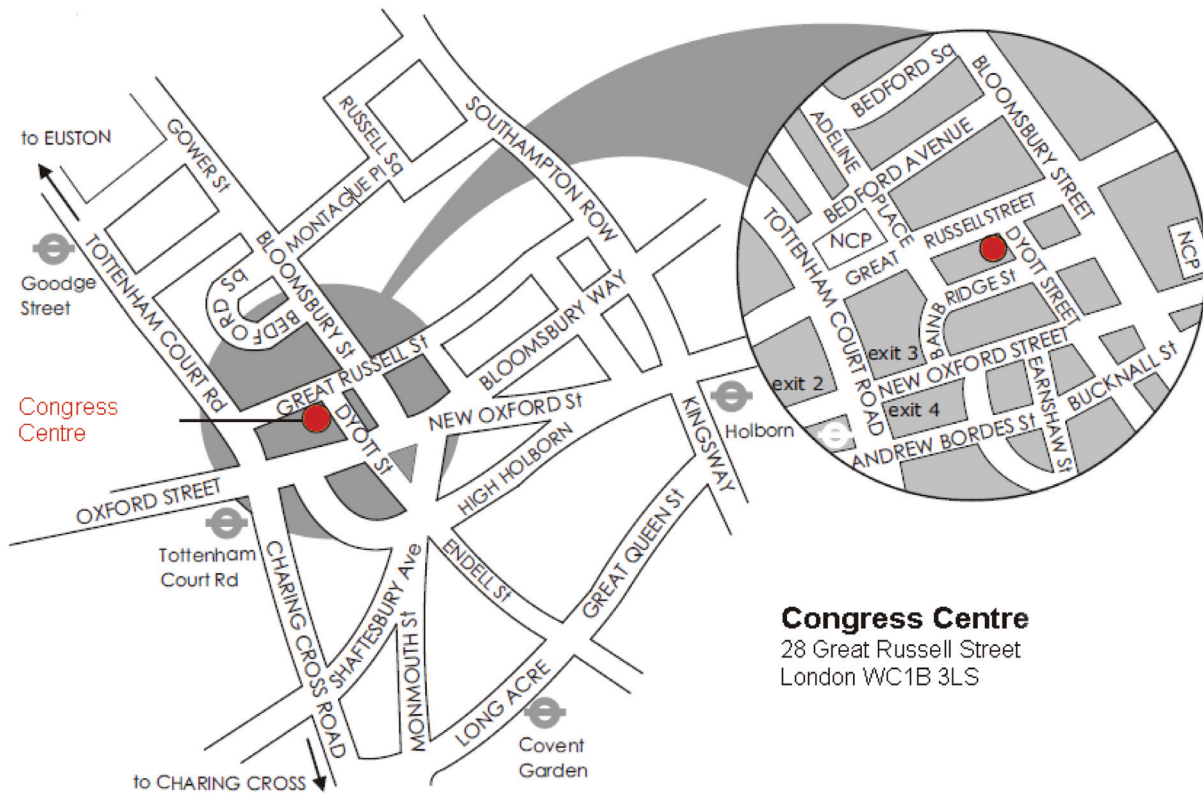 to EUSTON
GOWER St
RUSSELL Sq
SOUTHAMPTON ROW
MONTAGUE Pl
Goodge
Street
TOTTENHAM COURT Rd
BEDFORD Sq
BLOOMSBURY St
BLOOMSBURY WAY
GREAT RUSSELL St
Congress
Centre
DYOTT St
NEW OXFORD St
HIGH HOLBORN
Holborn
KINGSWAY
OXFORD STREET
Tottenham
Court Rd
CHARING CROSS ROAD
SHAFTESBURY Ave
MONMOUTH St
ENDELL St
GREAT QUEEN St
LONG ACRE
Covent
Garden
to CHARING CROSS
BEDFORD Sq
BLOOMSBURY STREET
ADELINE PLACE
BEDFORD AVENUE
TOTTENHAM COURT ROAD
NCP
GREAT RUSSELL STREET
NCP
DYOTT STREET
BAINBRIDGE St
exit 3
exit 2
NEW OXFORD STREET
exit 4
EARNSHAW St
BUCKNALL St
ANDREW BORDES St
Congress Centre
28 Great Russell Street
London WC1B 3LS